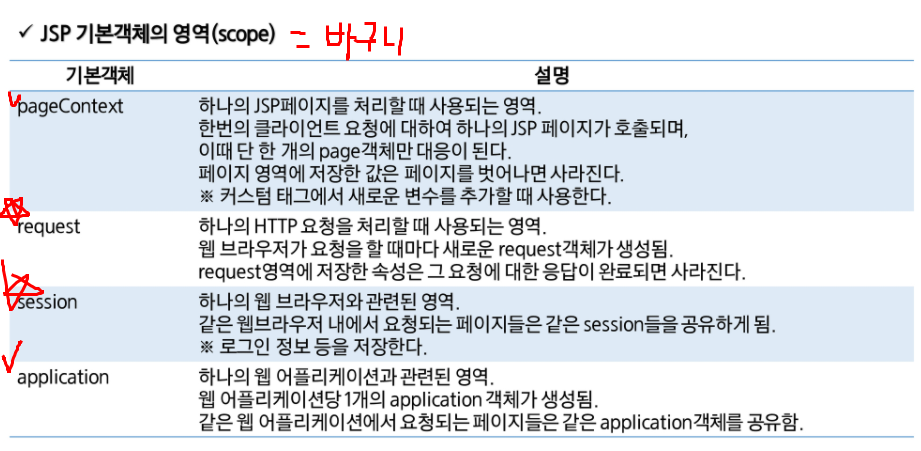 ✓ JSP 기본객체의 영역(scope) = 바구니
기본객체 설명
pageContext 하나의 JSP페이지를 처리할 때 사용되는 영역.
한번의 클라이언트 요청에 대하여 하나의 JSP 페이지가 호출되며,
이때 단 한 개의 page객체만 대응이 된다.
페이지 영역에 저장한 값은 페이지를 벗어나면 사라진다.
※ 커스텀 태그에서 새로운 변수를 추가할 때 사용한다.
request 하나의 HTTP 요청을 처리할 때 사용되는 영역.
웹 브라우저가 요청을 할 때마다 새로운 request객체가 생성됨.
request영역에 저장한 속성은 그 요청에 대한 응답이 완료되면 사라진다.
session 하나의 웹 브라우저와 관련된 영역.
같은 웹브라우저 내에서 요청되는 페이지들은 같은 session들을 공유하게 됨.
※ 로그인 정보 등을 저장한다.
application 하나의 웹 어플리케이션과 관련된 영역.
웹 어플리케이션당 1개의 application 객체가 생성됨.
같은 웹 어플리케이션에서 요청되는 페이지들은 같은 application객체를 공유함.